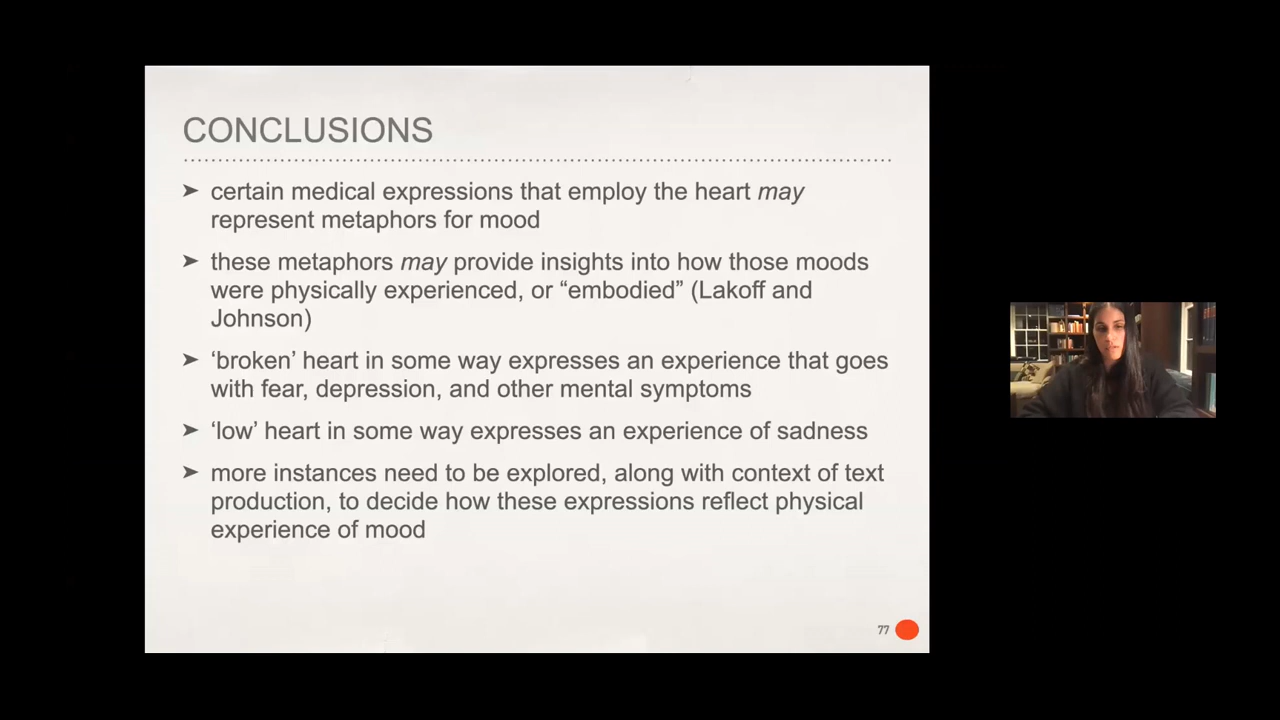 CONCLUSIONS
➤ certain medical expressions that employ the heart may
represent metaphors for mood
➤ these metaphors may provide insights into how those moods
were physically experienced, or “embodied” (Lakoff and
Johnson)
➤ ‘broken’ heart in some way expresses an experience that goes
with fear, depression, and other mental symptoms
➤ ‘low’ heart in some way expresses an experience of sadness
➤ more instances need to be explored, along with context of text
production, to decide how these expressions reflect physical
experience of mood
77